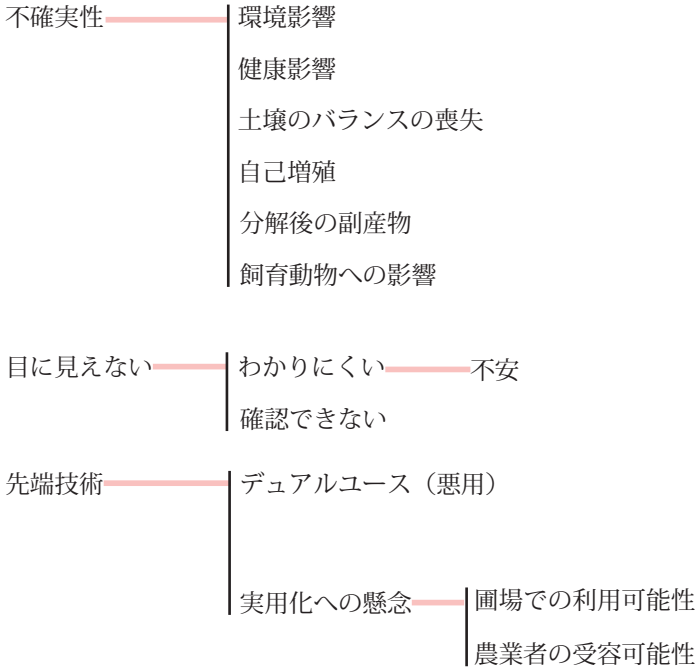 不確実性
環境影響
健康影響
土壌のバランスの喪失
自己増殖
分解後の副産物
飼育動物への影響
目に見えない
わかりにくい
不安
確認できない
先端技術
デュアルユース（悪用）
実用化への懸念
圃場での利用可能性
農業者の受容可能性